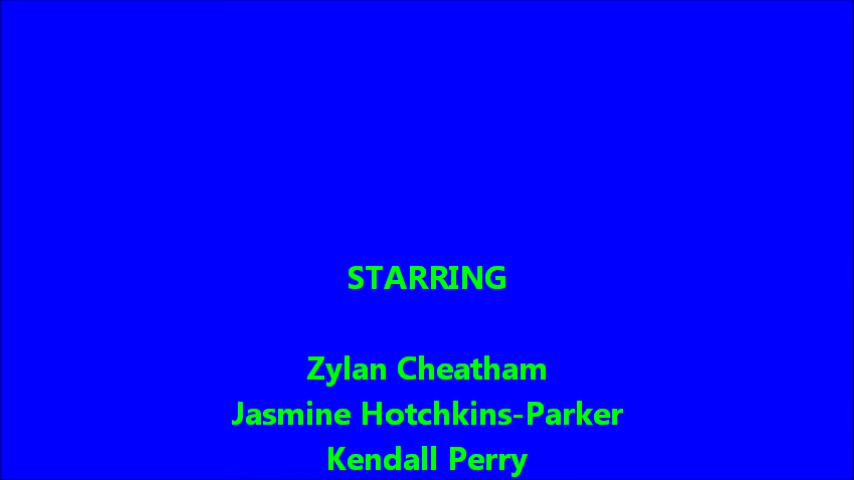 STARRING
Zylan Cheatham
Jasmine Hotchkins-Parker
Kendall Perry